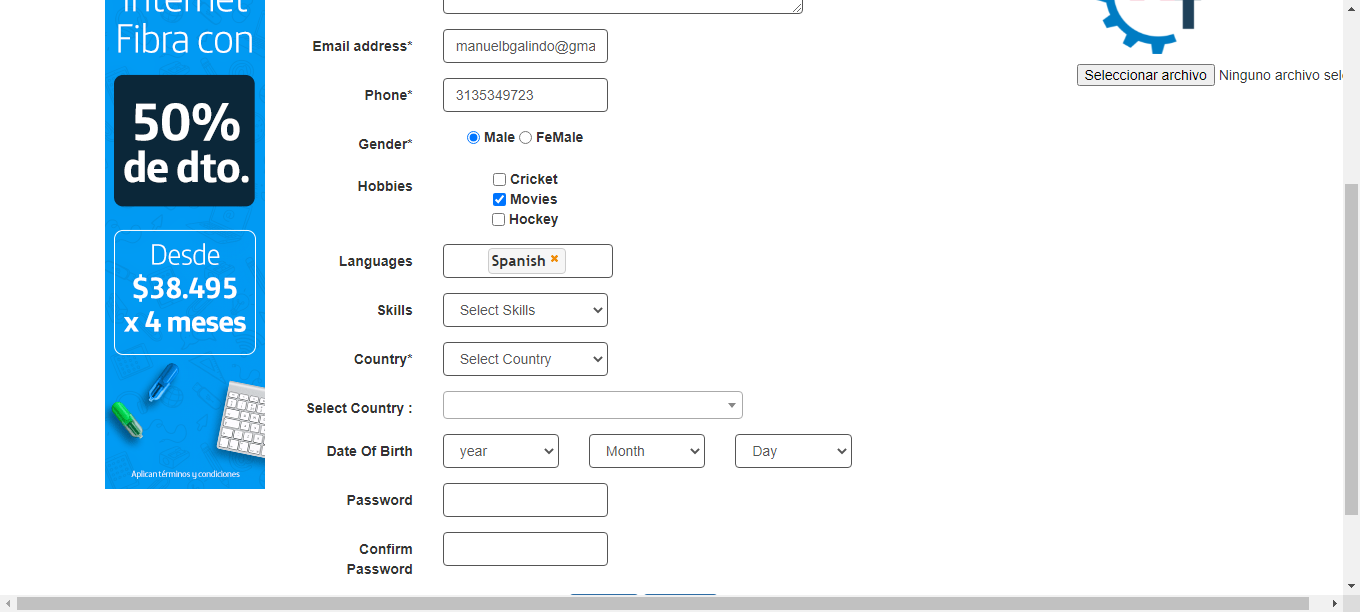 Internet
Fibra con
50%
de dto.
Desde
$38.495
x 4 meses
Aplican términos y condiciones
Email address* manuelbgalindo@gma
Phone* 3135349723
Gender* Male FeMale
Hobbies Cricket
Movies
Hockey
Languages Spanish
Skills Select Skills
Country* Select Country
Select Country :
Date Of Birth year Month Day
Password
Confirm
Password
Seleccionar archivo Ninguno archivo sel